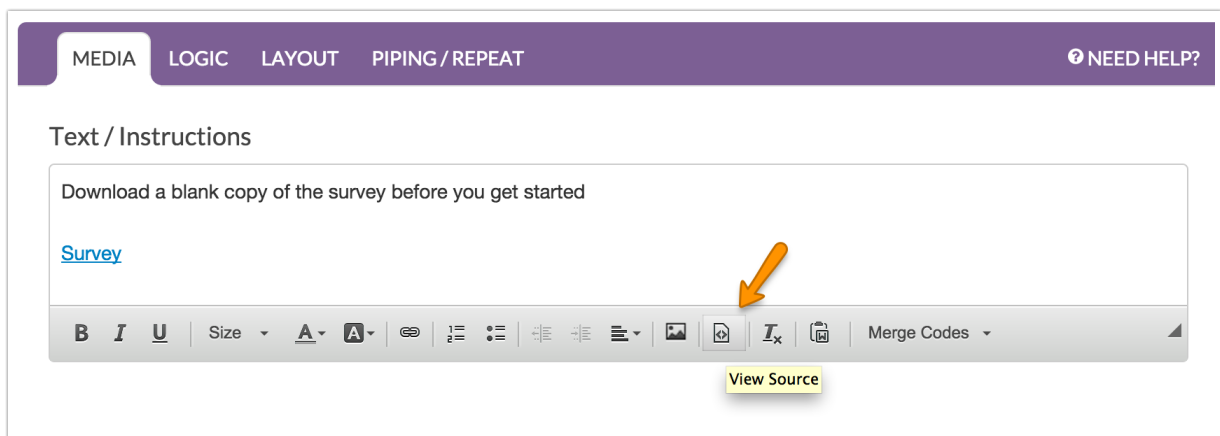 MEDIA LOGIC LAYOUT PIPING / REPEAT NEED HELP?
Text / Instructions
Download a blank copy of the survey before you get started
Survey
B I U Size A A Merge Codes
View Source